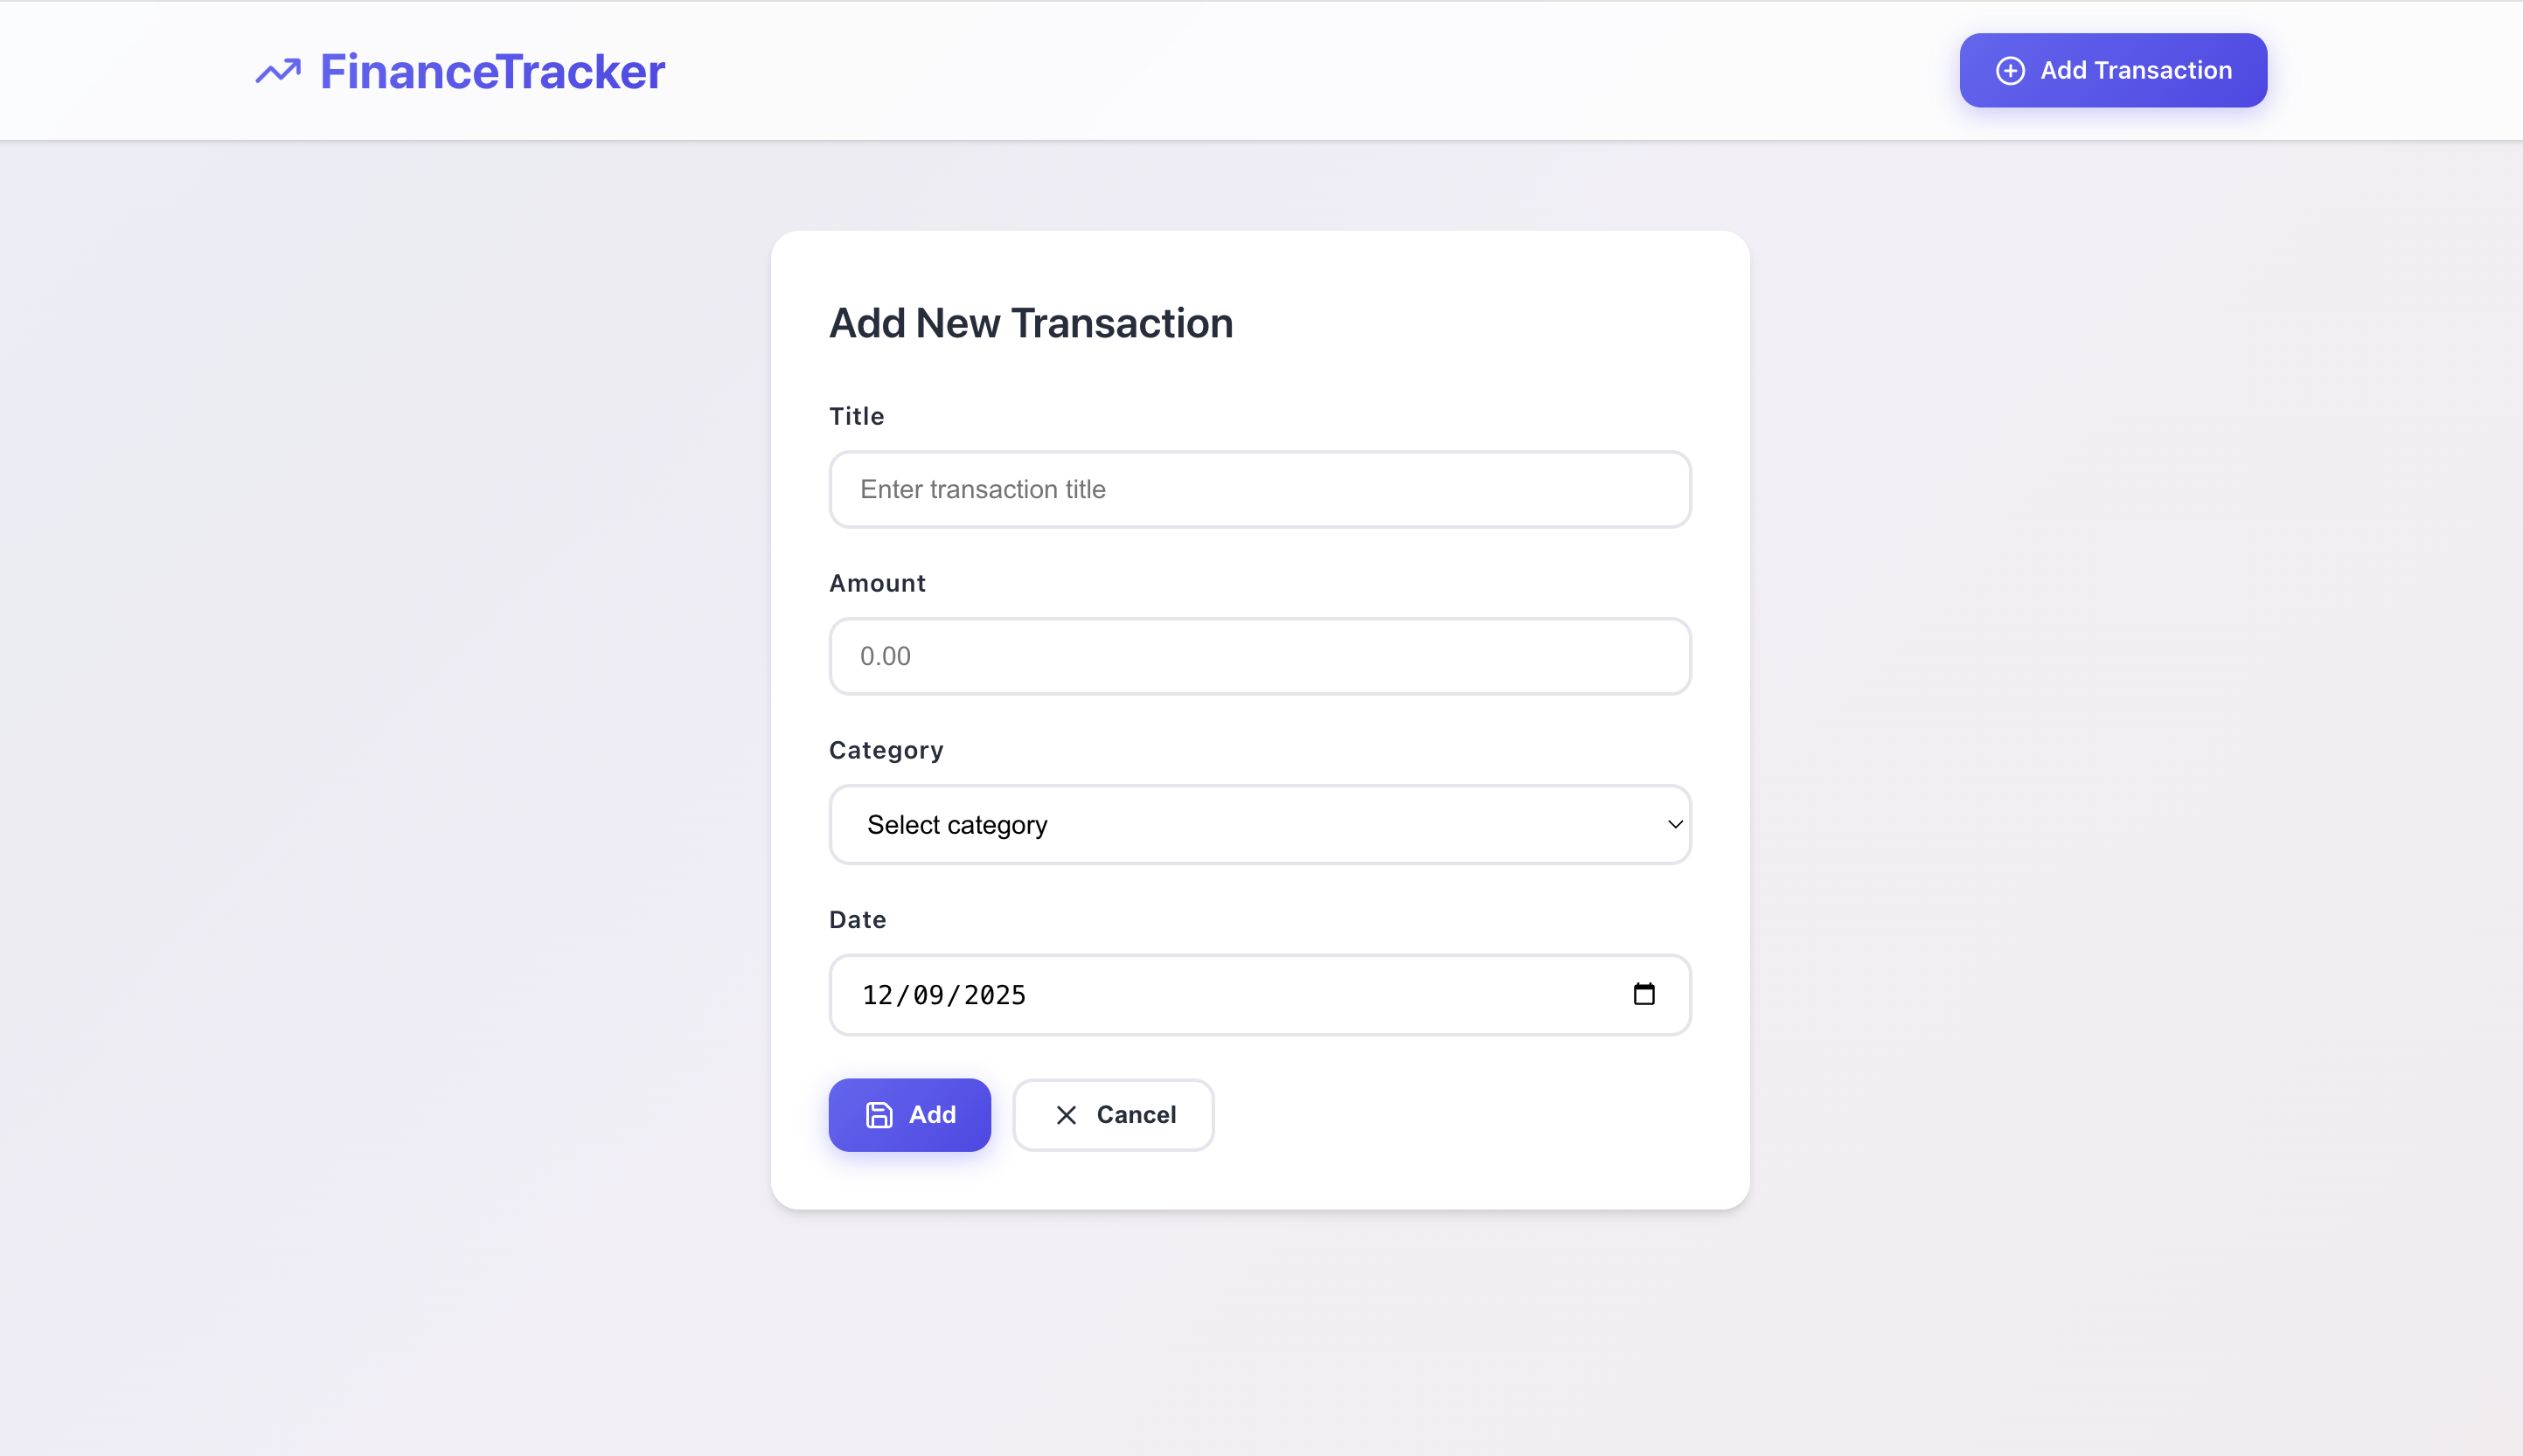 FinanceTracker
Add Transaction
Add New Transaction
Title
Enter transaction title
Amount
0.00
Category
Select category
Date
12/09/2025
Add
Cancel